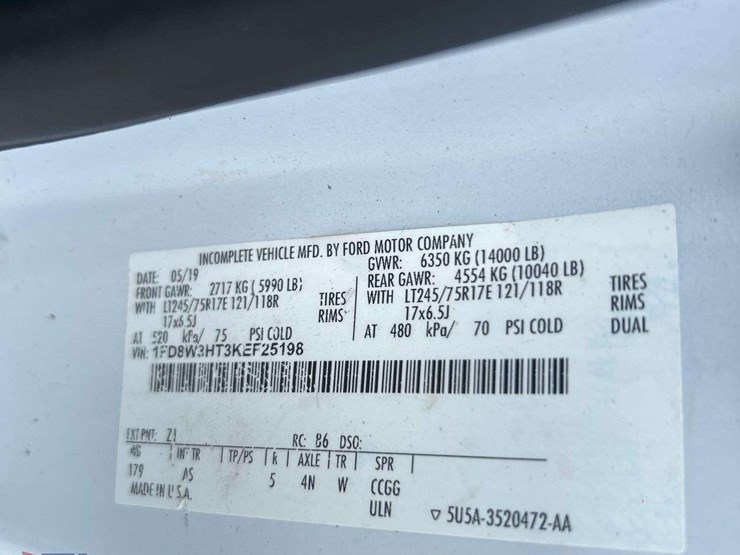 INCOMPLETE VEHICLE MFD. BY FORD MOTOR COMPANY
DATE: 05/19 GVWR: 6350 KG (14000 LB)
FRONT GAWR: 2717 KG ( 5990 LB) REAR GAWR: 4554 KG (10040 LB)
WITH LT245/75R17E 121/118R TIRES WITH LT245/75R17E 121/118R TIRES
17x6.5J RIMS 17x6.5J RIMS
AT 520 kPa/ 75 PSI COLD AT 480 kPa/ 70 PSI COLD DUAL
VIN: 1FD8W3HT3KEF25198
EXT PNT: Z1 RC: 86 DSO:
WB INT TR TP/PS R AXLE TR SPR
179 AS 5 4N W CCGG
MADE IN U.S.A. ULN 5U5A-3520472-AA